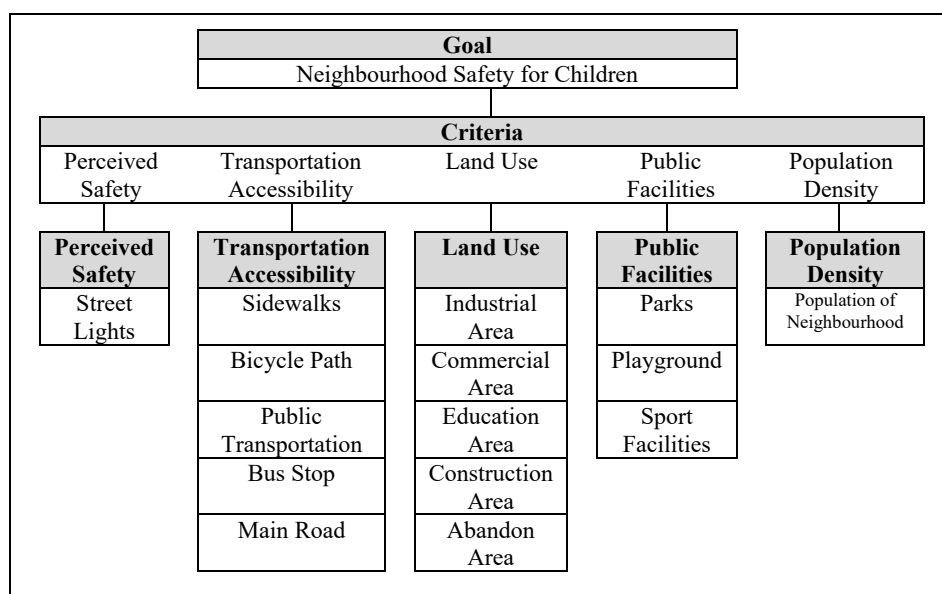 Goal
Neighbourhood Safety for Children
Criteria
Perceived
Safety
Transportation
Accessibility
Land Use
Public
Facilities
Population
Density
Perceived
Safety
Street
Lights
Transportation
Accessibility
Sidewalks
Bicycle Path
Public
Transportation
Bus Stop
Main Road
Land Use
Industrial
Area
Commercial
Area
Education
Area
Construction
Area
Abandon
Area
Public
Facilities
Parks
Playground
Sport
Facilities
Population
Density
Population of
Neighbourhood